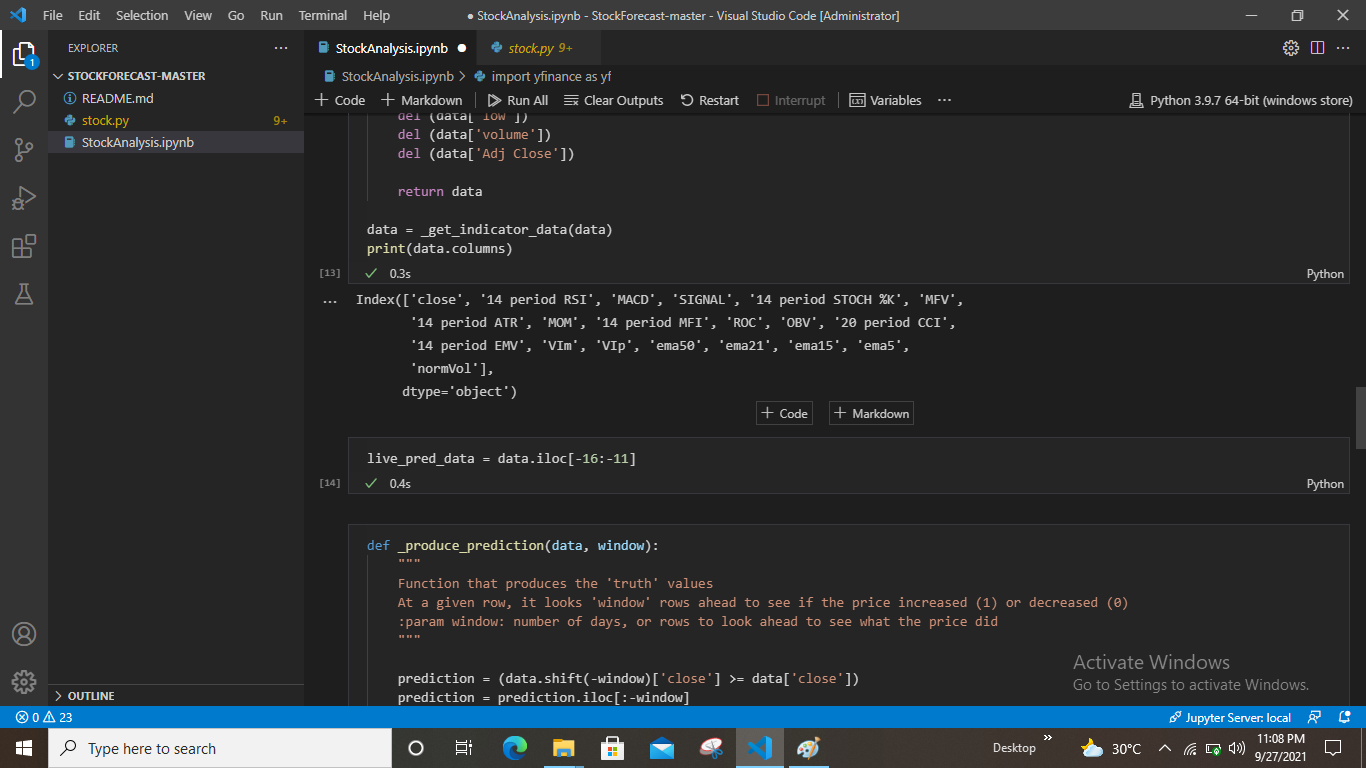 File Edit Selection View Go Run Terminal Help
● StockAnalysis.ipynb - StockForecast-master - Visual Studio Code [Administrator]
EXPLORER
STOCKFORECAST-MASTER
README.md
stock.py 9+
StockAnalysis.ipynb
OUTLINE
1
StockAnalysis.ipynb ●
stock.py 9+
StockAnalysis.ipynb > import yfinance as yf
+ Code + Markdown Run All Clear Outputs Restart Interrupt Variables ... Python 3.9.7 64-bit (windows store)
del (data['low'])
del (data['volume'])
del (data['Adj Close'])
return data
data = _get_indicator_data(data)
print(data.columns)
[13] ✓ 0.3s Python
... Index(['close', '14 period RSI', 'MACD', 'SIGNAL', '14 period STOCH %K', 'MFV',
'14 period ATR', 'MOM', '14 period MFI', 'ROC', 'OBV', '20 period CCI',
'14 period EMV', 'VIm', 'VIp', 'ema50', 'ema21', 'ema15', 'ema5',
'normVol'],
dtype='object')
+ Code + Markdown
live_pred_data = data.iloc[-16:-11]
[14] ✓ 0.4s Python
def _produce_prediction(data, window):
"""
Function that produces the 'truth' values
At a given row, it looks 'window' rows ahead to see if the price increased (1) or decreased (0)
:param window: number of days, or rows to look ahead to see what the price did
"""
prediction = (data.shift(-window)['close'] >= data['close'])
prediction = prediction.iloc[:-window]
Activate Windows
Go to Settings to activate Windows.
0 23
Jupyter Server: local
Type here to search
Desktop
30°C
11:08 PM
9/27/2021